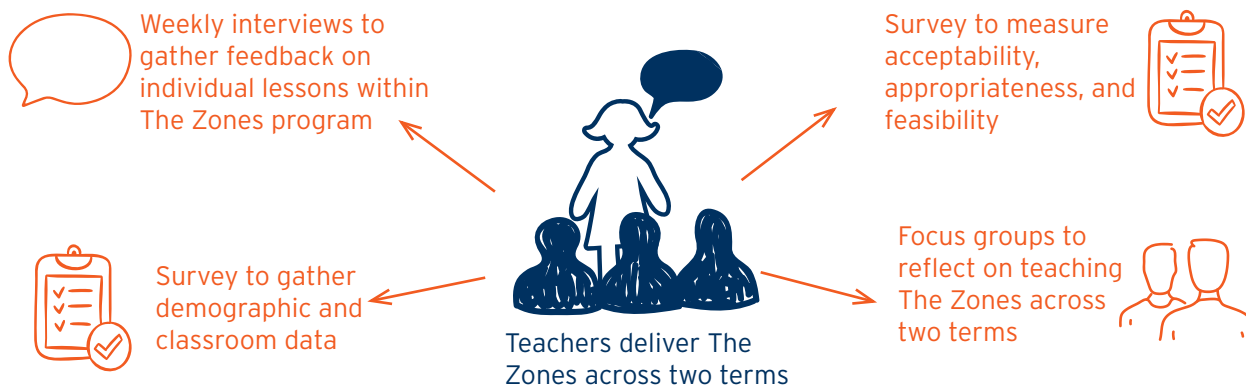 Weekly interviews to
gather feedback on
individual lessons within
The Zones program
Survey to measure
acceptability,
appropriateness, and
feasibility
Survey to gather
demographic and
classroom data
Focus groups to
reflect on teaching
The Zones across
two terms
Teachers deliver The
Zones across two terms